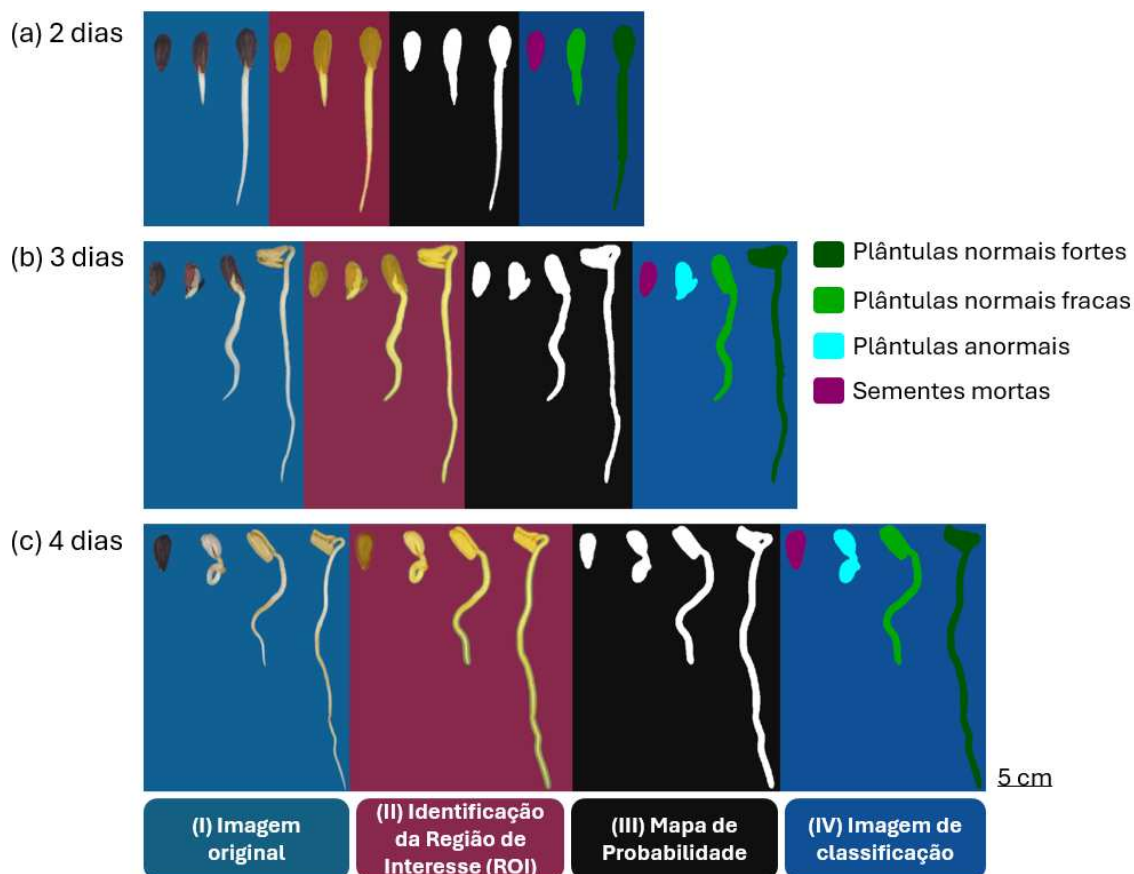 (a) 2 dias
(b) 3 dias
Plântulas normais fortes
Plântulas normais fracas
Plântulas anormais
Sementes mortas
(c) 4 dias
5 cm
(I) Imagem
original
(II) Identificação
da Região de
Interesse (ROI)
(III) Mapa de
Probabilidade
(IV) Imagem de
classificação